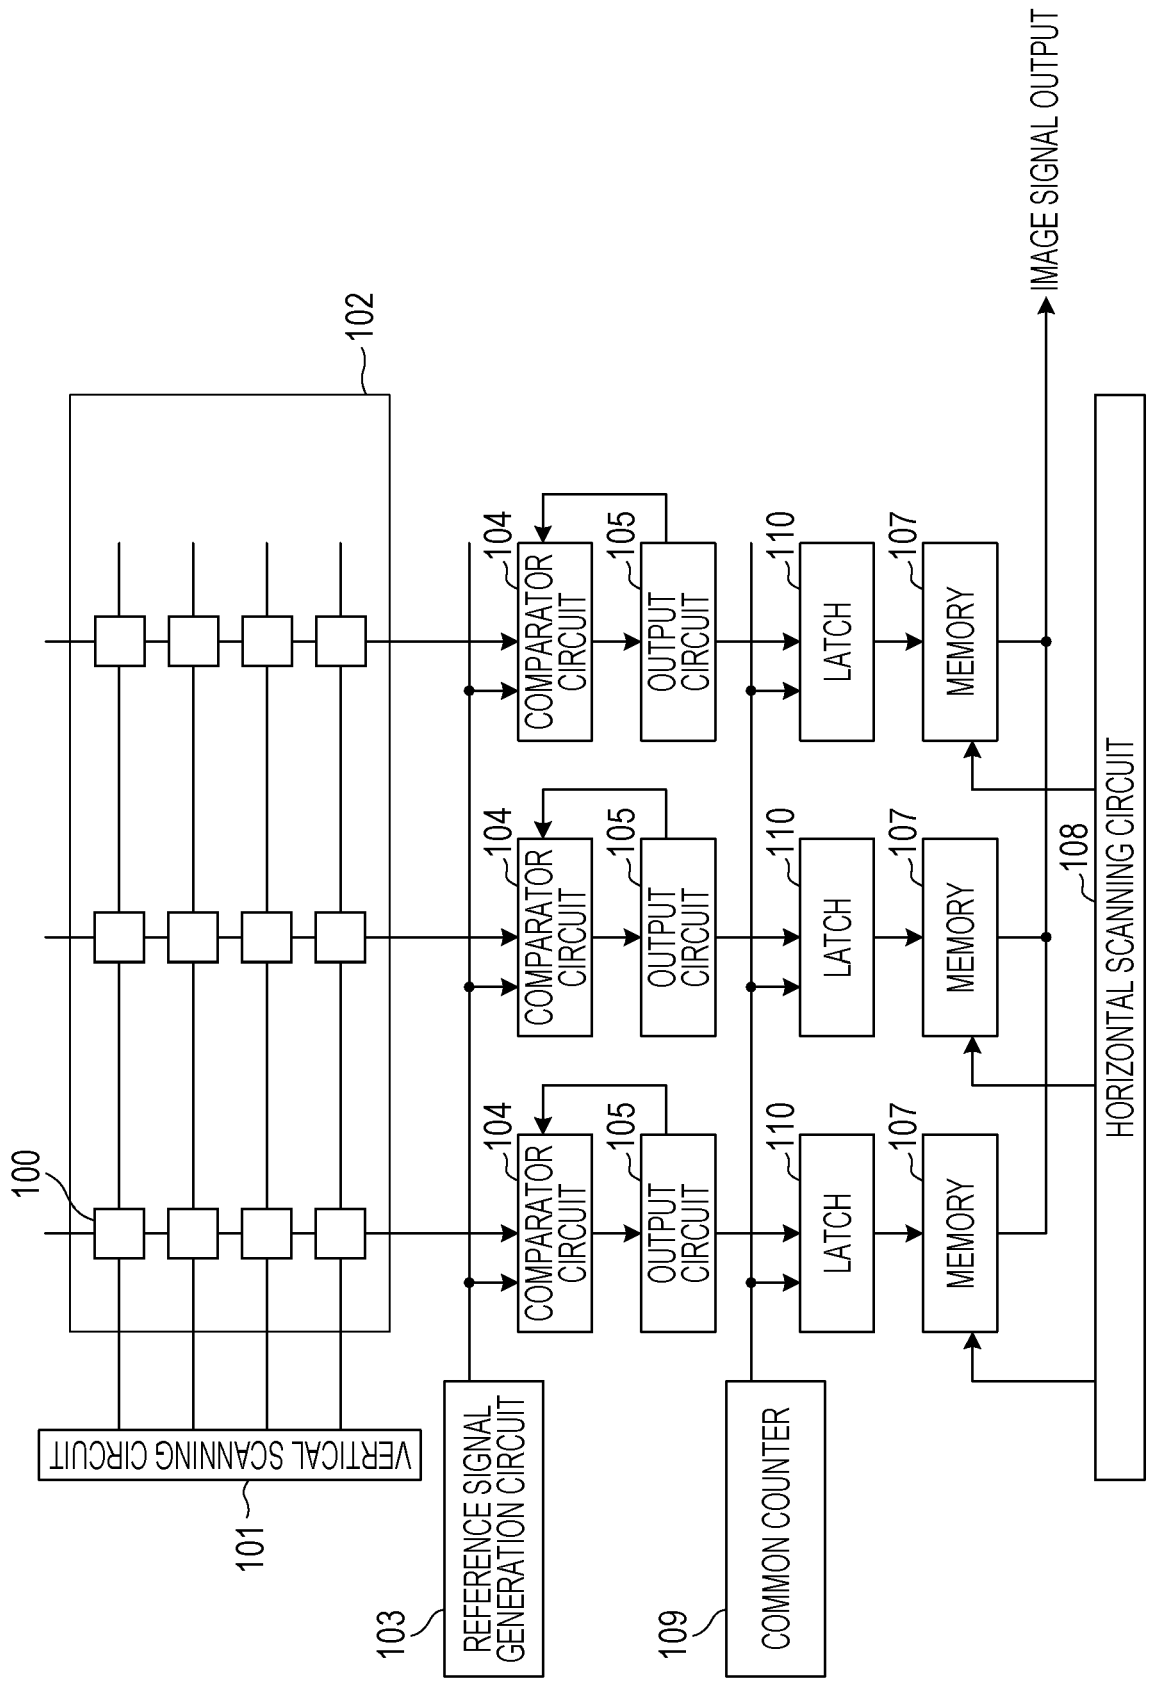 100
102
VERTICAL SCANNING CIRCUIT
101
103
REFERENCE SIGNAL
GENERATION CIRCUIT
104
COMPARATOR
CIRCUIT
104
COMPARATOR
CIRCUIT
104
COMPARATOR
CIRCUIT
105
OUTPUT
CIRCUIT
105
OUTPUT
CIRCUIT
105
OUTPUT
CIRCUIT
109
COMMON COUNTER
110
LATCH
110
LATCH
110
LATCH
107
MEMORY
107
MEMORY
107
MEMORY
IMAGE SIGNAL OUTPUT
108
HORIZONTAL SCANNING CIRCUIT